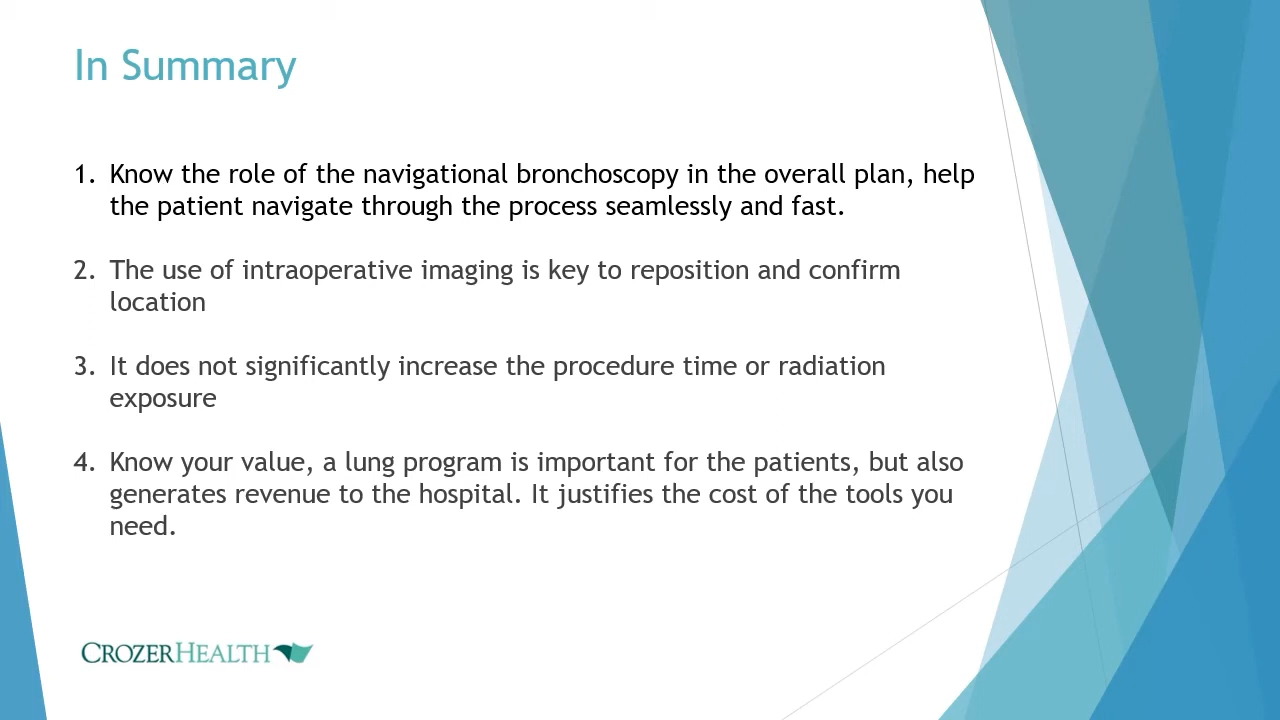 In Summary
1. Know the role of the navigational bronchoscopy in the overall plan, help
the patient navigate through the process seamlessly and fast.
2. The use of intraoperative imaging is key to reposition and confirm
location
3. It does not significantly increase the procedure time or radiation
exposure
4. Know your value, a lung program is important for the patients, but also
generates revenue to the hospital. It justifies the cost of the tools you
need.
CROZERHEALTH